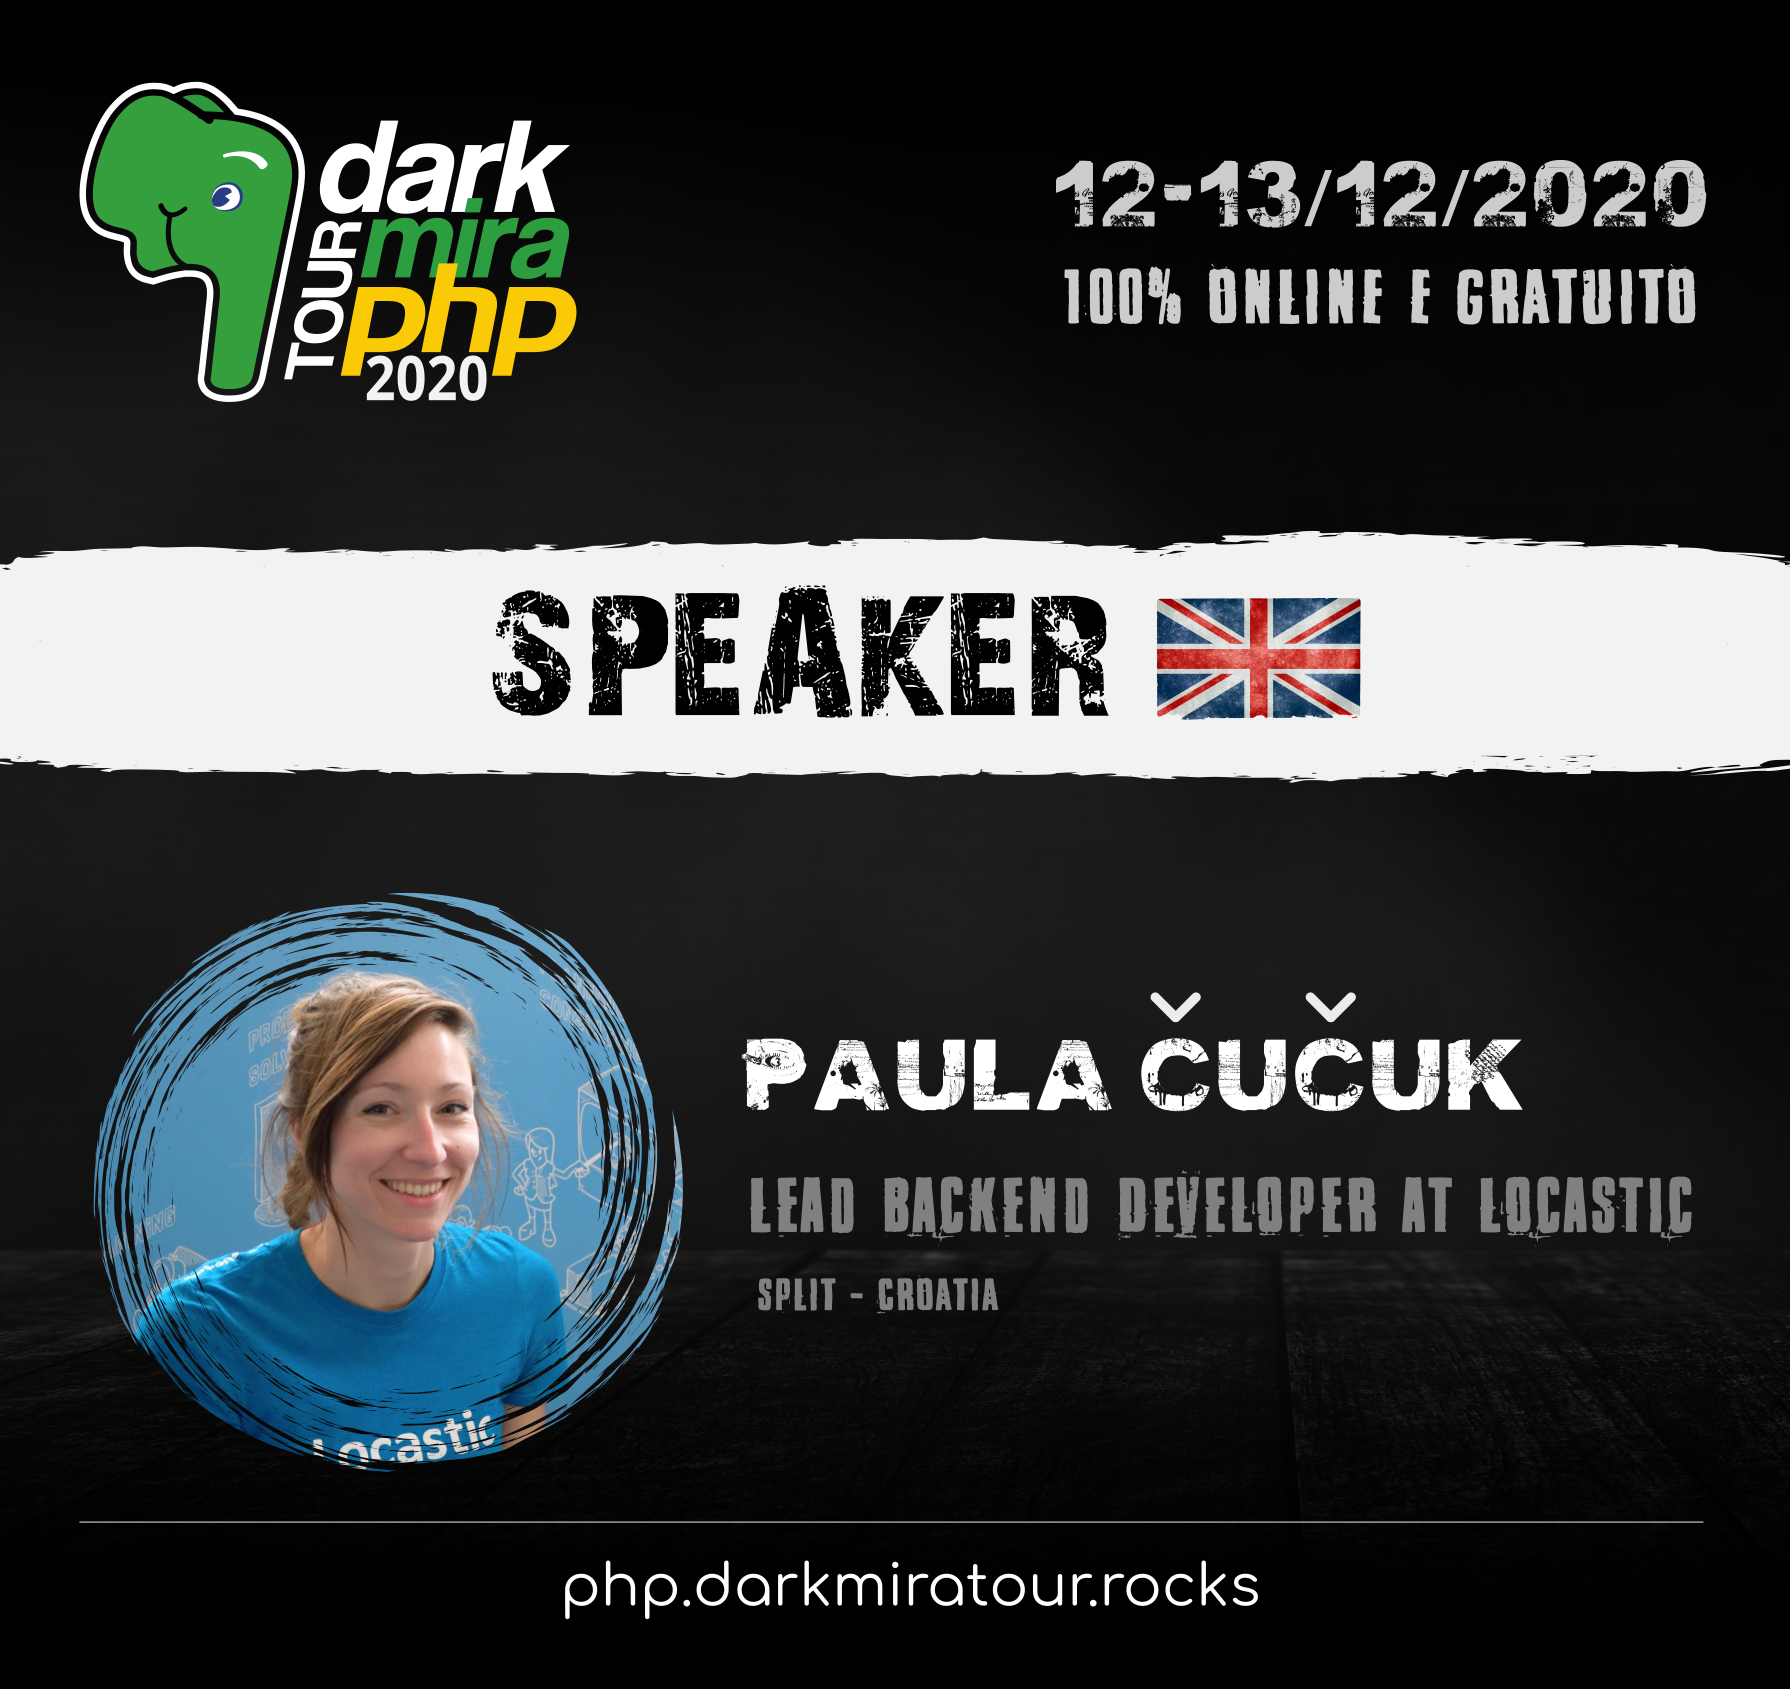 dark
mira
php
TOUR
2020
12-13/12/2020
100% ONLINE E GRATUITO
SPEAKER
PAULA ČUČUK
LEAD BACKEND DEVELOPER AT LOCASTIC
SPLIT - CROATIA
Locastic
php.darkmiratour.rocks